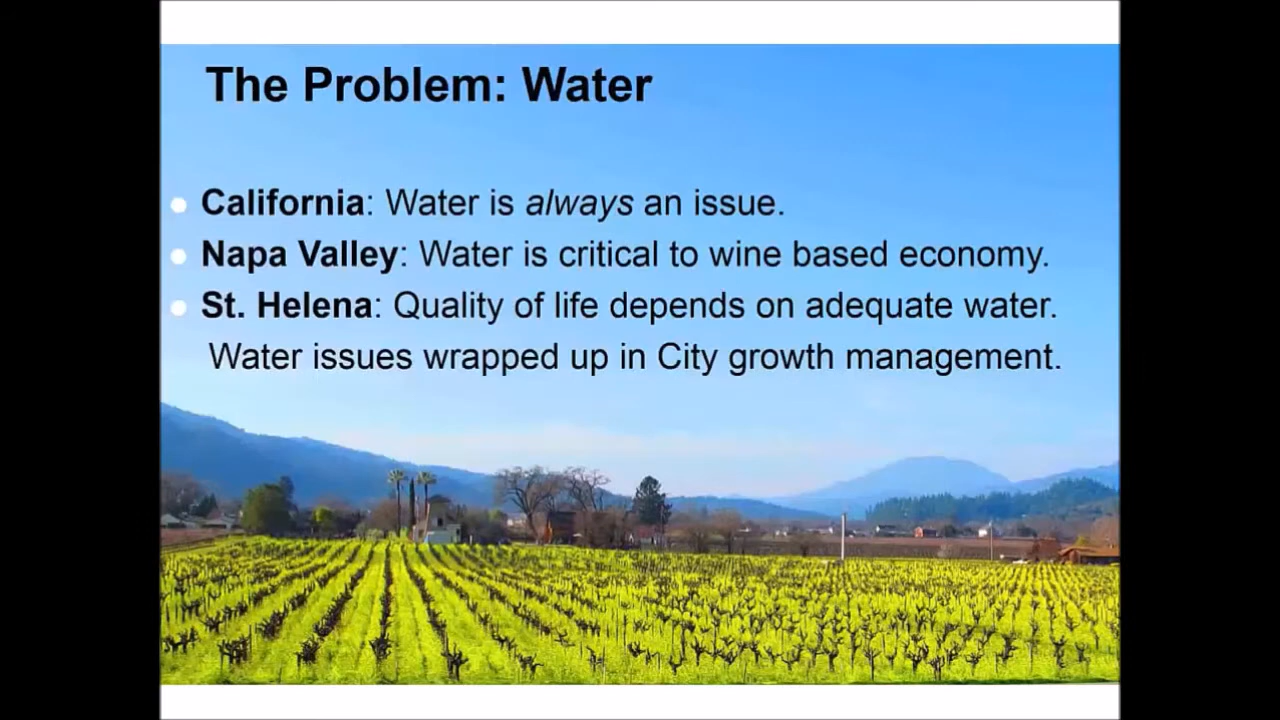 The Problem: Water
California: Water is always an issue.
Napa Valley: Water is critical to wine based economy.
St. Helena: Quality of life depends on adequate water.
Water issues wrapped up in City growth management.